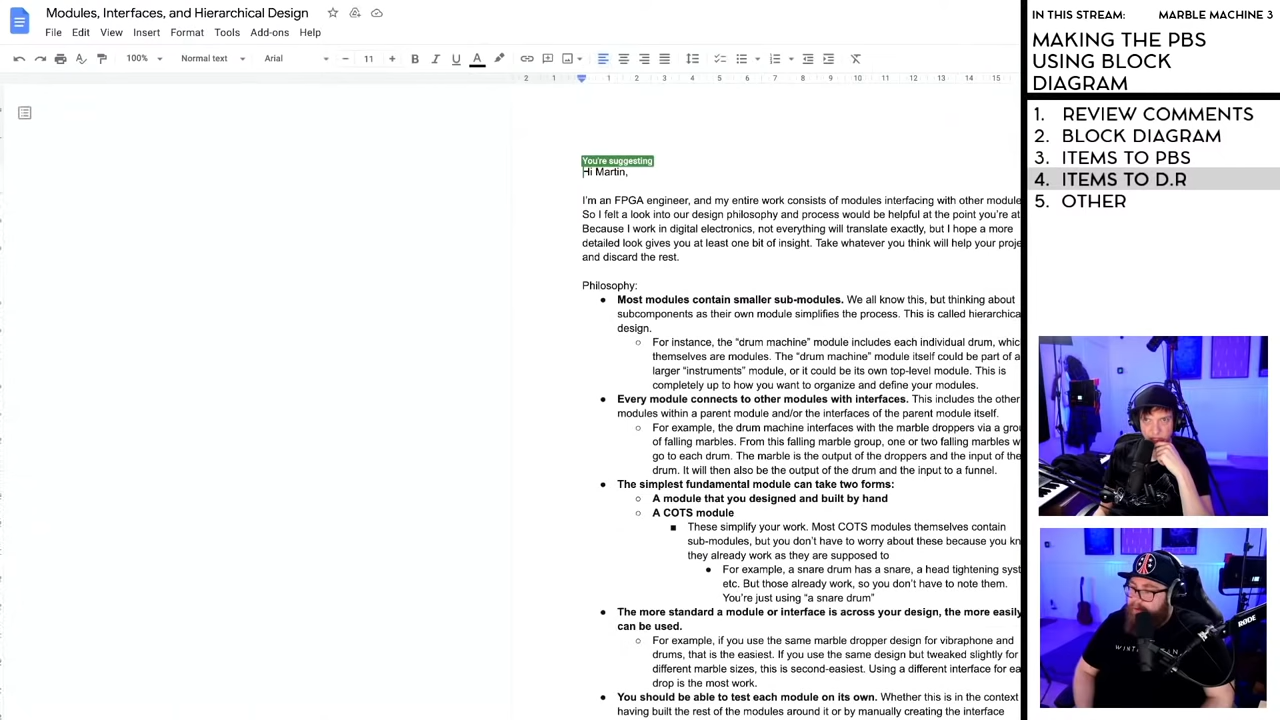 Modules, Interfaces, and Hierarchical Design
File Edit View Insert Format Tools Add-ons Help
100% Normal text Arial 11
2 1 1 2 3 4 5 6 7 8 9 10 11 12 13 14 15
You're suggesting
Hi Martin,
I'm an FPGA engineer, and my entire work consists of modules interfacing with other module
So I felt a look into our design philosophy and process would be helpful at the point you're at
Because I work in digital electronics, not everything will translate exactly, but I hope a more
detailed look gives you at least one bit of insight. Take whatever you think will help your proje
and discard the rest.
Philosophy:
● Most modules contain smaller sub-modules. We all know this, but thinking about
subcomponents as their own module simplifies the process. This is called hierarchica
design.
○ For instance, the “drum machine” module includes each individual drum, whic
themselves are modules. The “drum machine” module itself could be part of a
larger “instruments” module, or it could be its own top-level module. This is
completely up to how you want to organize and define your modules.
● Every module connects to other modules with interfaces. This includes the other
modules within a parent module and/or the interfaces of the parent module itself.
○ For example, the drum machine interfaces with the marble droppers via a grou
of falling marbles. From this falling marble group, one or two falling marbles w
go to each drum. The marble is the output of the droppers and the input of the
drum. It will then also be the output of the drum and the input to a funnel.
● The simplest fundamental module can take two forms:
○ A module that you designed and built by hand
○ A COTS module
■ These simplify your work. Most COTS modules themselves contain
sub-modules, but you don't have to worry about these because you kn
they already work as they are supposed to
● For example, a snare drum has a snare, a head tightening syst
etc. But those already work, so you don't have to note them.
You're just using “a snare drum”
● The more standard a module or interface is across your design, the more easily
can be used.
○ For example, if you use the same marble dropper design for vibraphone and
drums, that is the easiest. If you use the same design but tweaked slightly for
different marble sizes, this is second-easiest. Using a different interface for ea
drop is the most work.
● You should be able to test each module on its own. Whether this is in the context
having built the rest of the modules around it or by manually creating the interface
IN THIS STREAM: MARBLE MACHINE 3
MAKING THE PBS
USING BLOCK
DIAGRAM
1. REVIEW COMMENTS
2. BLOCK DIAGRAM
3. ITEMS TO PBS
4. ITEMS TO D.R
5. OTHER
RØDE